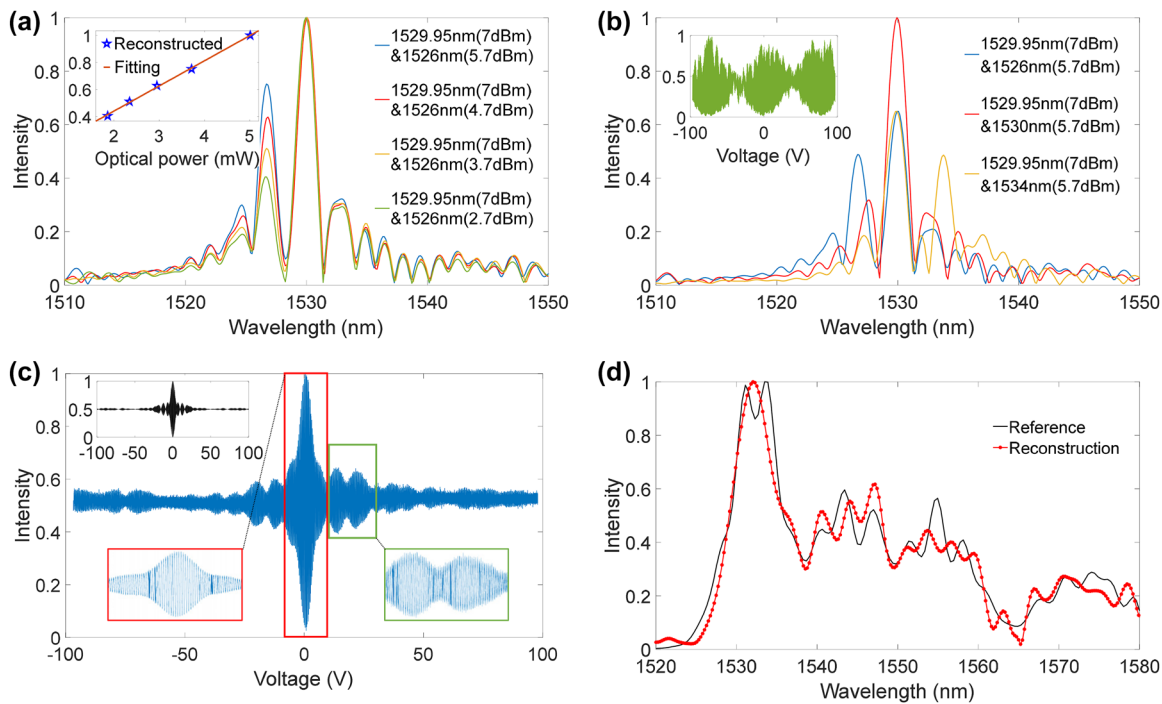 (a)
1
0.8
0.6
0.4
0.2
0
Intensity
1510
1520
1530
1540
1550
Wavelength (nm)
1529.95nm(7dBm)
&1526nm(5.7dBm)
1529.95nm(7dBm)
&1526nm(4.7dBm)
1529.95nm(7dBm)
&1526nm(3.7dBm)
1529.95nm(7dBm)
&1526nm(2.7dBm)
1
0.8
0.6
0.4
Reconstructed
Fitting
2
3
4
5
Optical power (mW)
(b)
1
0.8
0.6
0.4
0.2
0
Intensity
1510
1520
1530
1540
1550
Wavelength (nm)
1529.95nm(7dBm)
&1526nm(5.7dBm)
1529.95nm(7dBm)
&1530nm(5.7dBm)
1529.95nm(7dBm)
&1534nm(5.7dBm)
1
0.5
0
-100
0
100
Voltage (V)
(c)
1
0.8
0.6
0.4
0.2
0
Intensity
-100
-50
0
50
100
Voltage (V)
1
0.5
0
-100
-50
0
50
100
(d)
1
0.8
0.6
0.4
0.2
0
Intensity
1520
1530
1540
1550
1560
1570
1580
Wavelength (nm)
Reference
Reconstruction